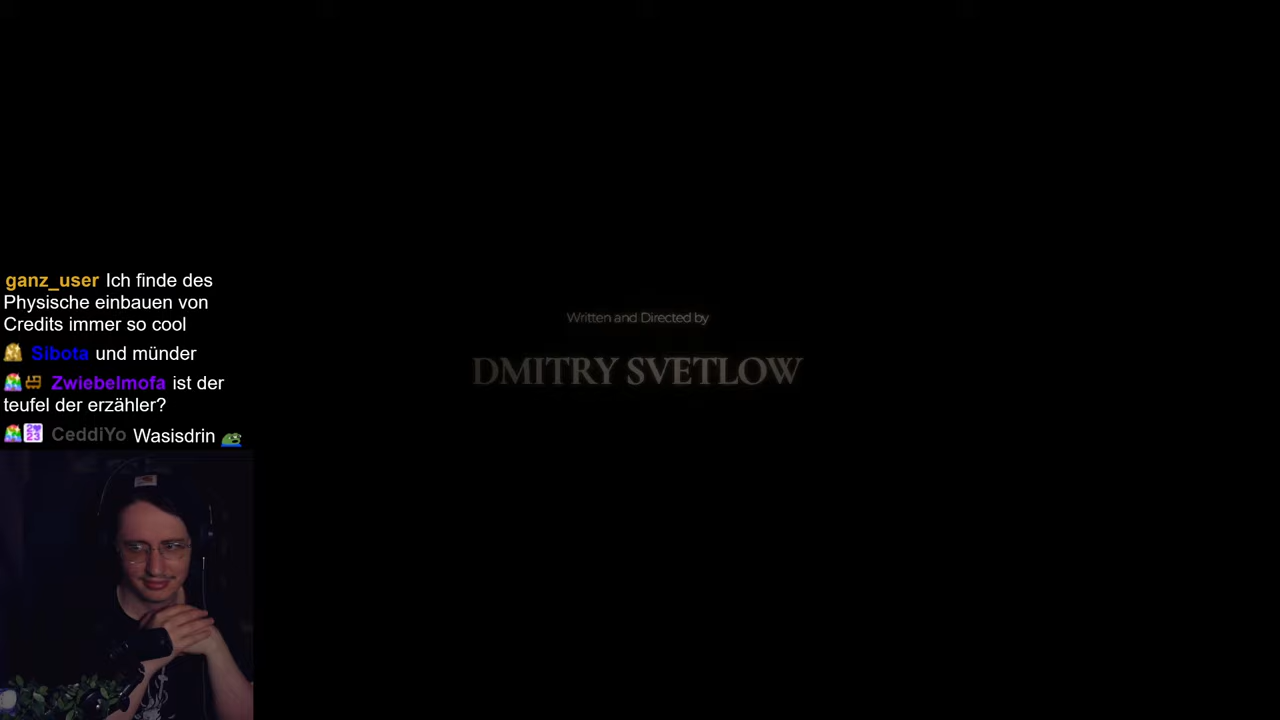 ganz_user Ich finde des
Physische einbauen von
Credits immer so cool
Sibota und münder
Zwiebelmofa ist der
teufel der erzähler?
CeddiYo Wasisdrin
Written and Directed by
DMITRY SVETLOW